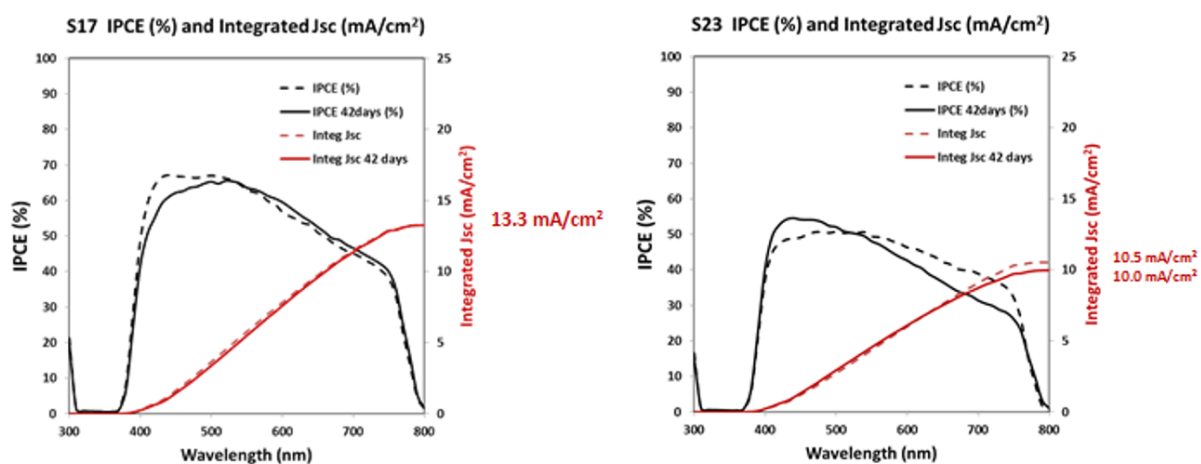 S17 IPCE (%) and Integrated Jsc (mA/cm²)
100
90
80
70
60
50
40
30
20
10
0
IPCE (%)
IPCE (%)
IPCE 42days (%)
Integ Jsc
Integ Jsc 42 days
25
20
15
10
5
0
Integrated Jsc (mA/cm²)
13.3 mA/cm²
300
400
500
600
700
800
Wavelength (nm)
S23 IPCE (%) and Integrated Jsc (mA/cm²)
100
90
80
70
60
50
40
30
20
10
0
IPCE (%)
IPCE (%)
IPCE 42days (%)
Integ Jsc
Integ Jsc 42 days
25
20
15
10
5
0
Integrated Jsc (mA/cm²)
10.5 mA/cm²
10.0 mA/cm²
300
400
500
600
700
800
Wavelength (nm)